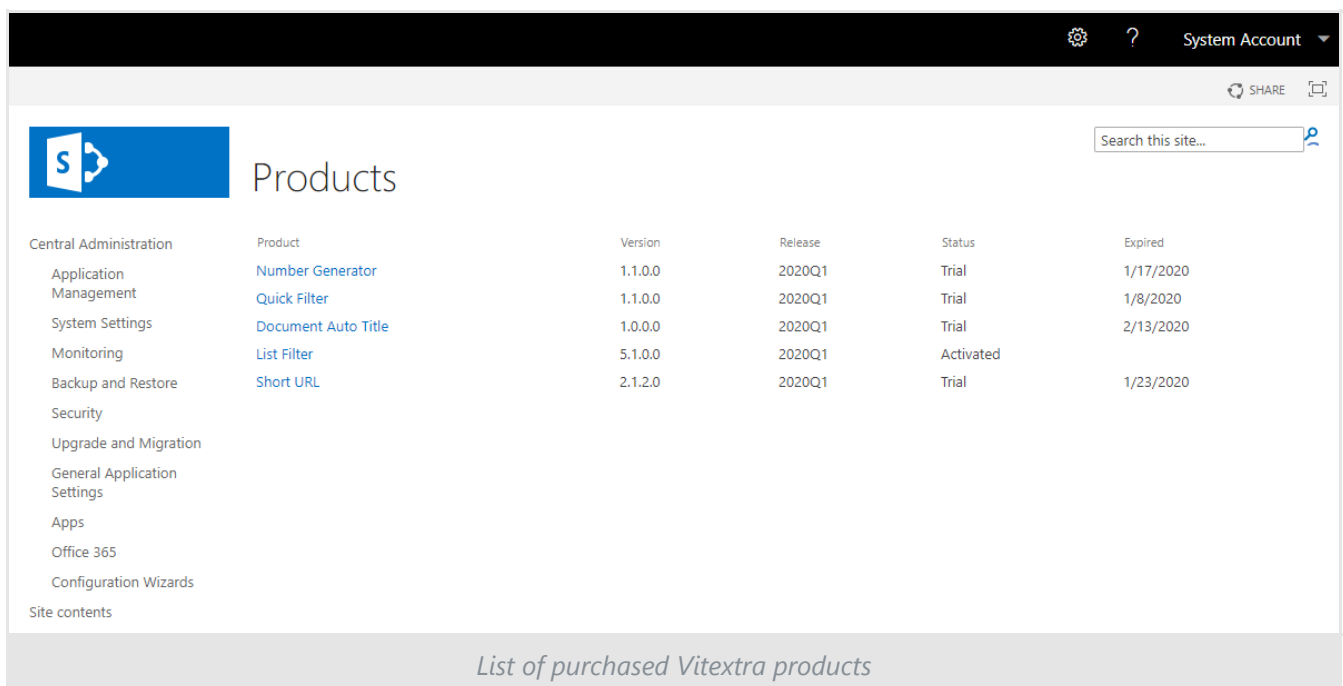 System Account
SHARE
Search this site...
S
Products
Central Administration
Application
Management
System Settings
Monitoring
Backup and Restore
Security
Upgrade and Migration
General Application
Settings
Apps
Office 365
Configuration Wizards
Site contents
Product Version Release Status Expired
Number Generator 1.1.0.0 2020Q1 Trial 1/17/2020
Quick Filter 1.1.0.0 2020Q1 Trial 1/8/2020
Document Auto Title 1.0.0.0 2020Q1 Trial 2/13/2020
List Filter 5.1.0.0 2020Q1 Activated
Short URL 2.1.2.0 2020Q1 Trial 1/23/2020
List of purchased Vitextra products